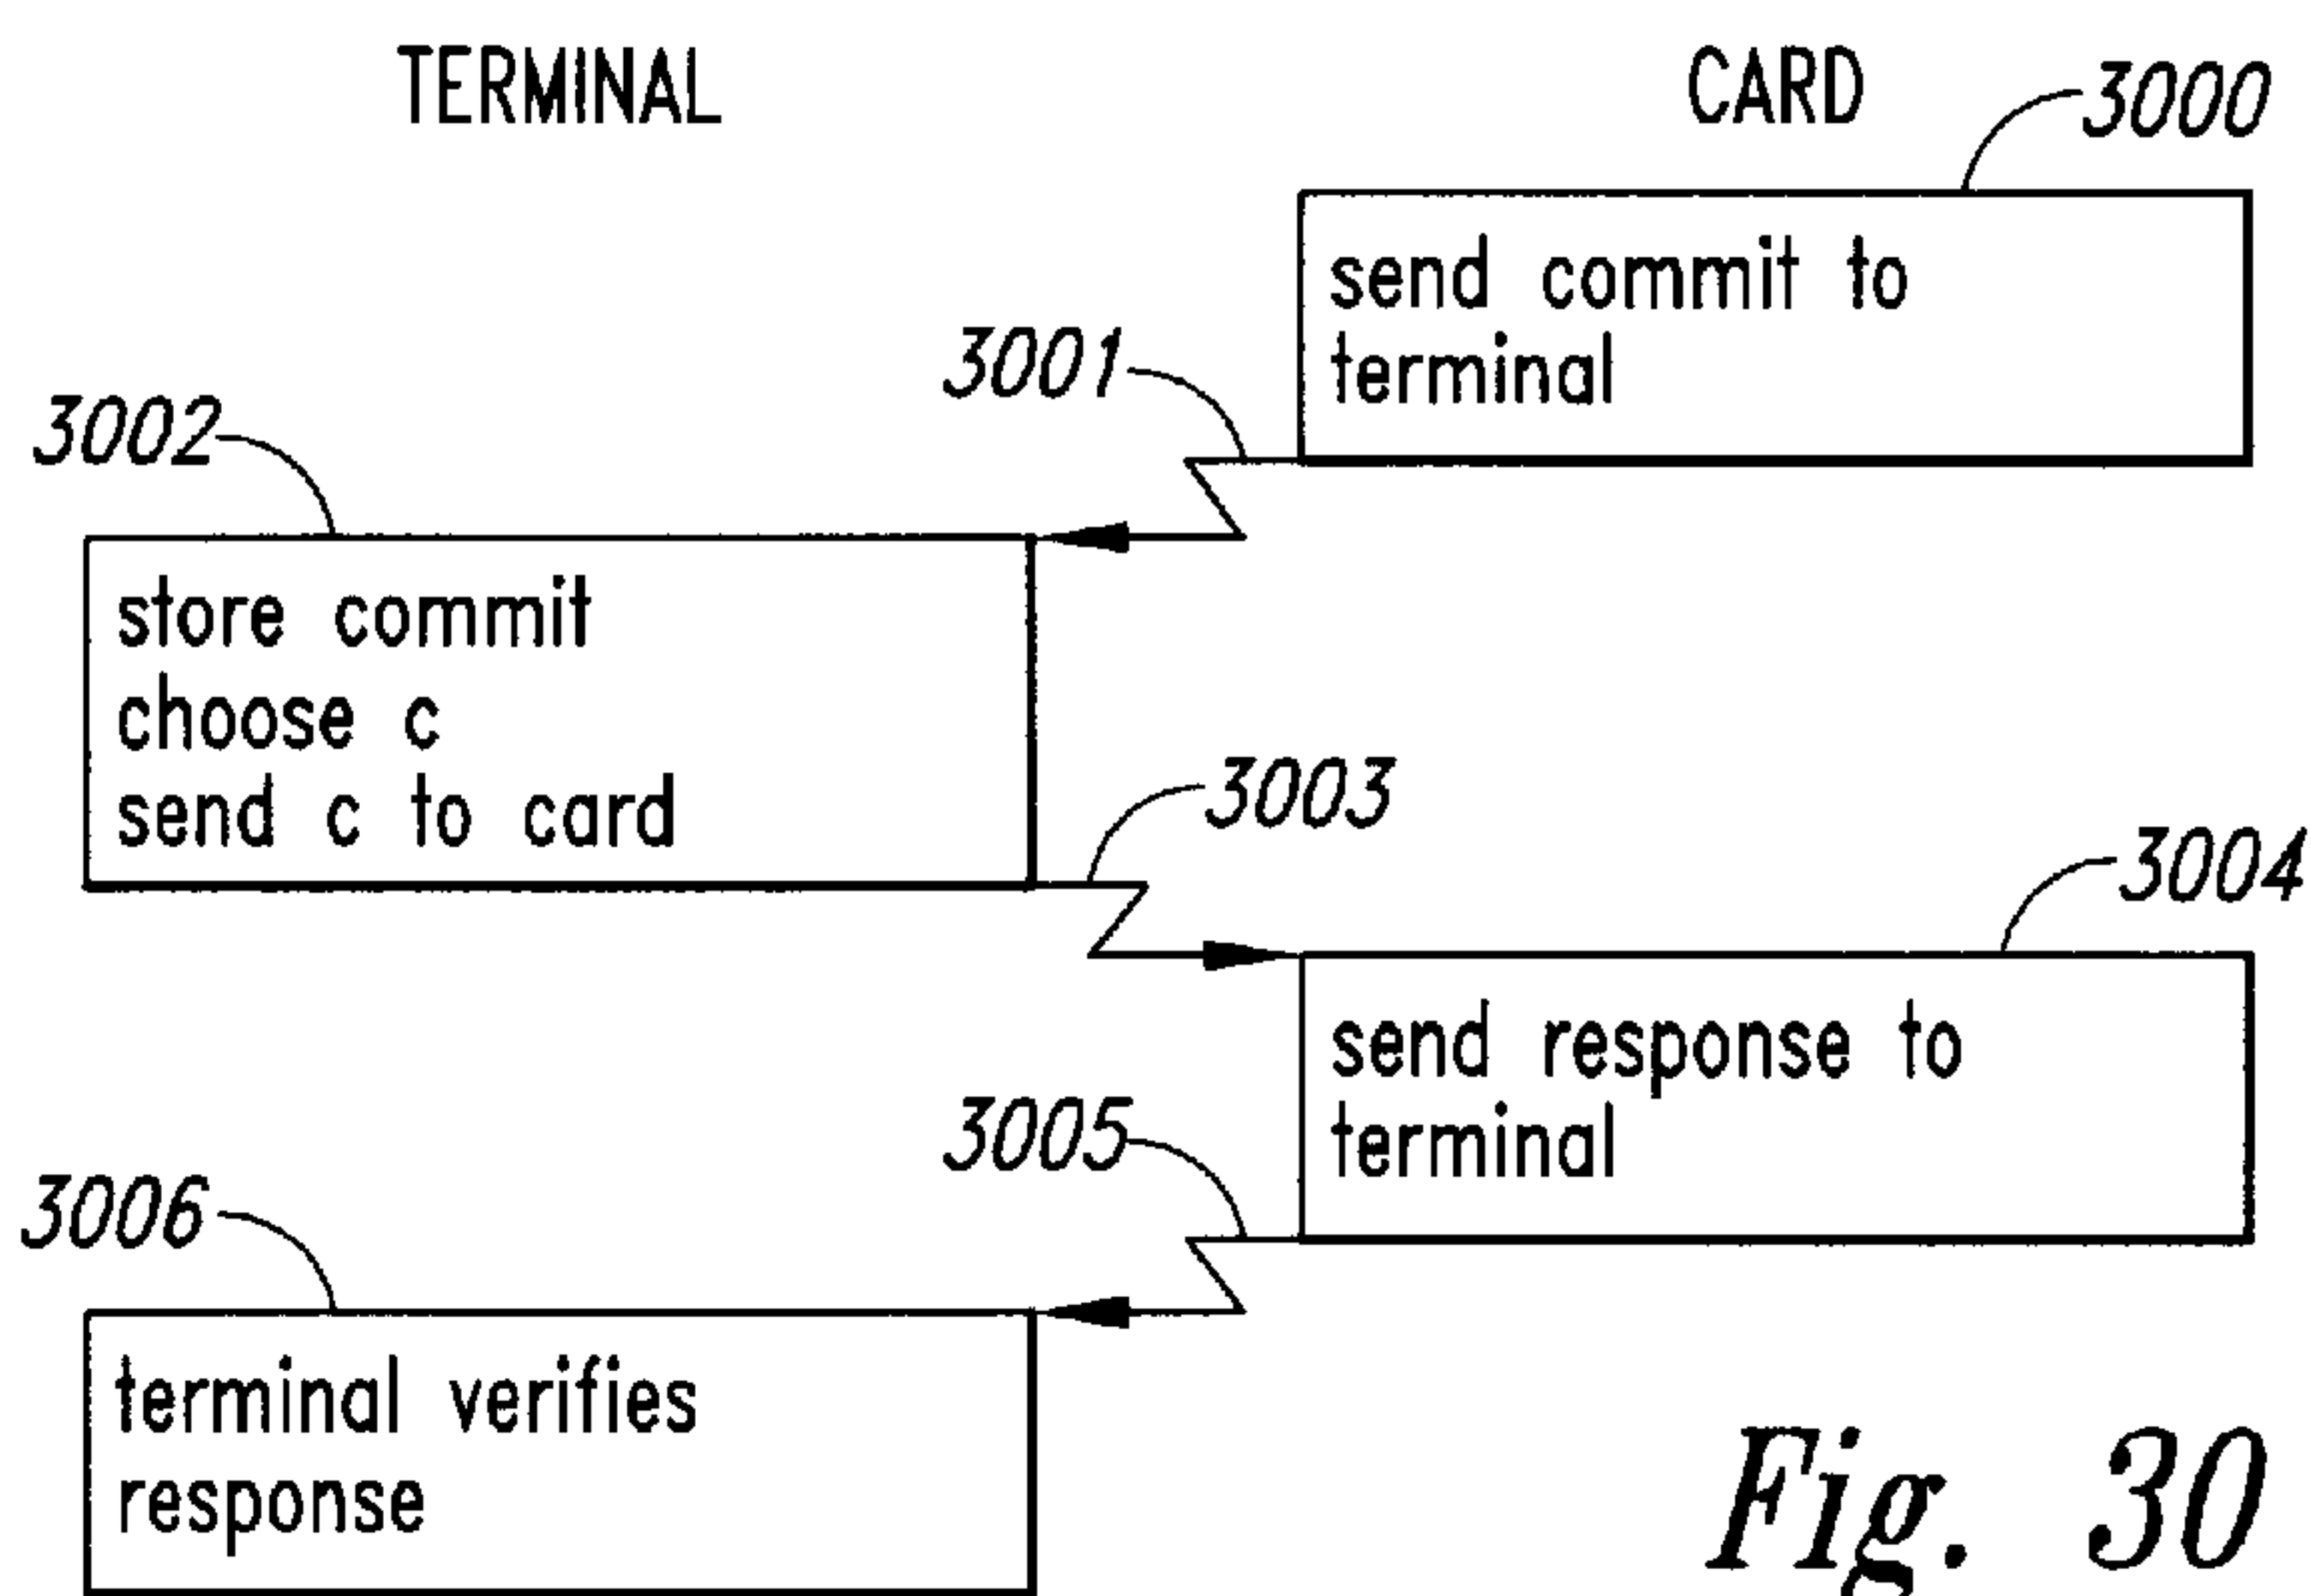 TERMINAL
CARD
3000
send commit to
terminal
3001
3002
store commit
choose c
send c to card
3003
3004
send response to
terminal
3005
3006
terminal verifies
response
Fig. 30